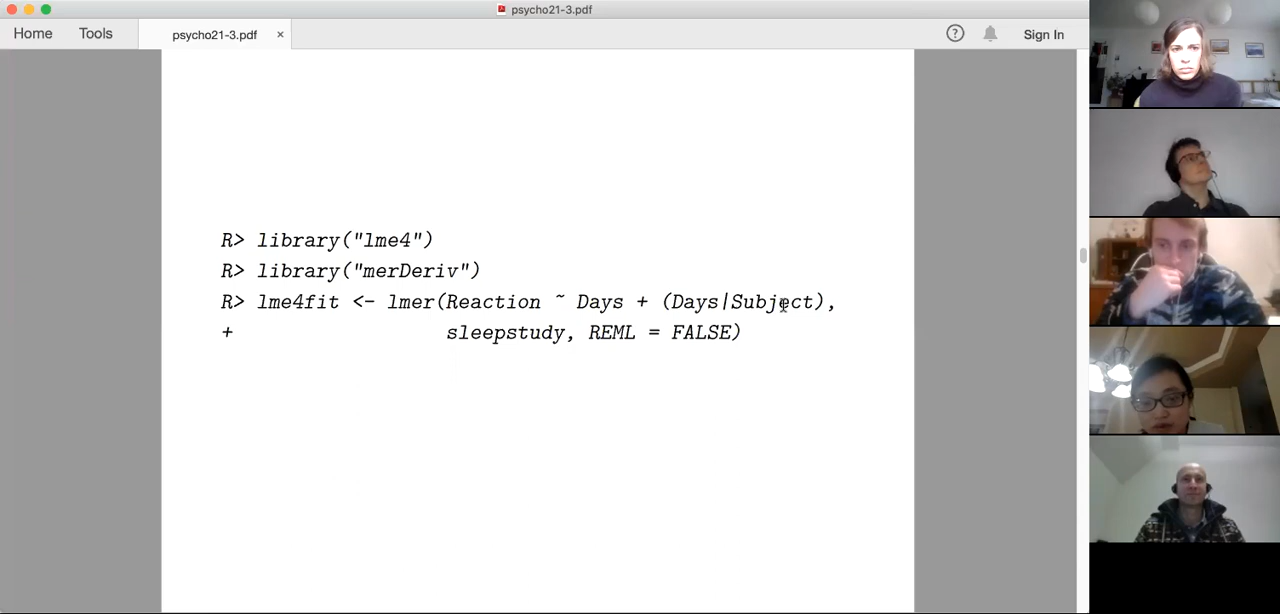 psycho21-3.pdf
Home Tools psycho21-3.pdf × ? Sign In
R> library("lme4")
R> library("merDeriv")
R> lme4fit <- lmer(Reaction ~ Days + (Days|Subject),
+ sleepstudy, REML = FALSE)